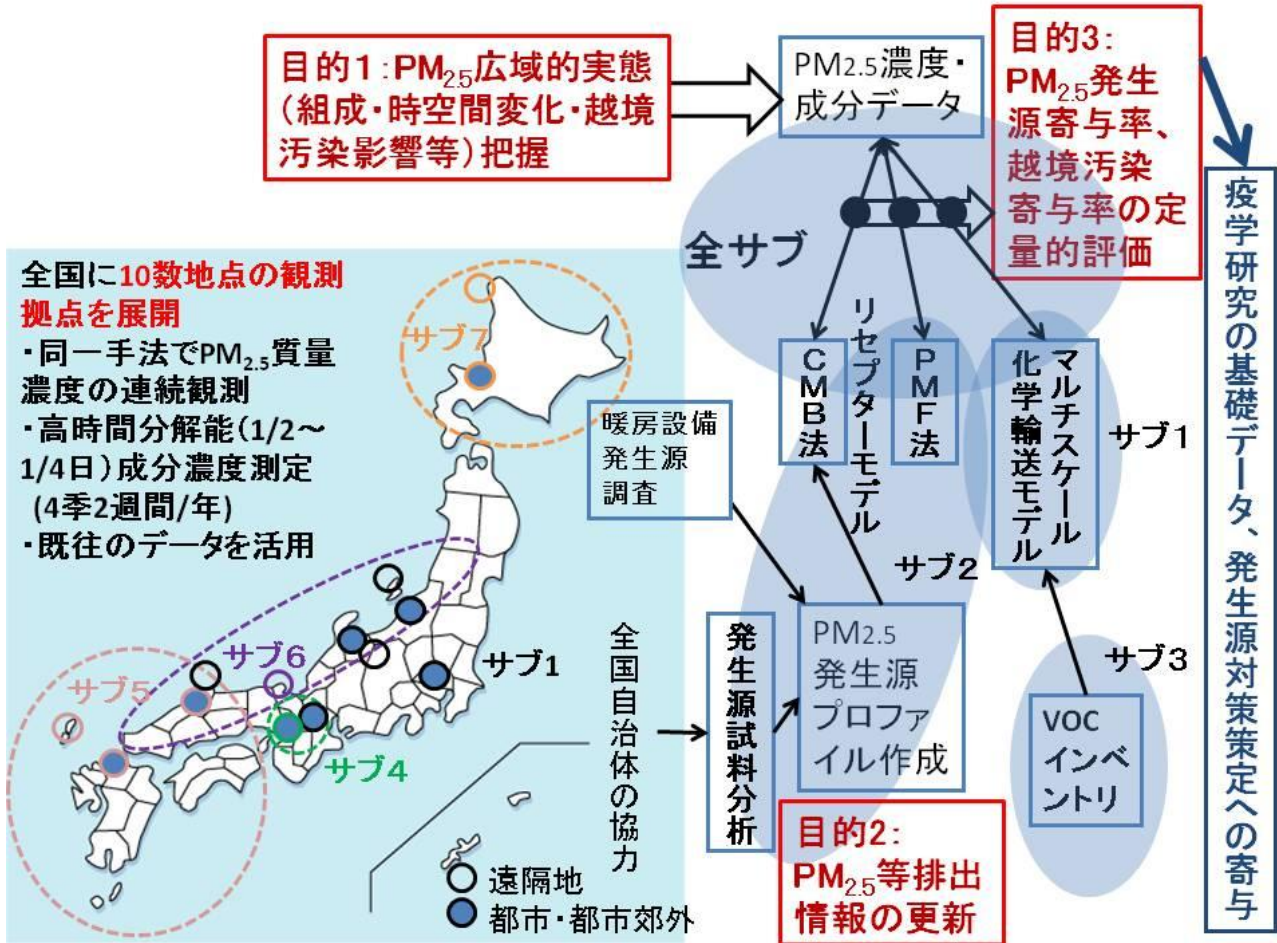 目的1:PM2.5広域的実態
(組成・時空間変化・越境
汚染影響等)把握
PM2.5濃度・
成分データ
目的3:
PM2.5発生
源寄与率、
越境汚染
寄与率の定
量的評価
疫学研究の基礎データ、発生源対策策定への寄与
全サブ
全国に10数地点の観測
拠点を展開
・同一手法でPM2.5質量
濃度の連続観測
・高時間分解能(1/2~
1/4日)成分濃度測定
(4季2週間/年)
・既往のデータを活用
サブ7
サブ6
サブ5
サブ4
サブ1
遠隔地
都市・都市郊外
暖房設備
発生源
調査
CMB法
リセプターモデル
PMF法
マルチスケール
化学輸送モデル
サブ1
サブ2
サブ3
全国自治体の協力
発生源試料分析
PM2.5
発生源
プロファ
イル作成
VOC
インベ
ントリ
目的2:
PM2.5等排出
情報の更新